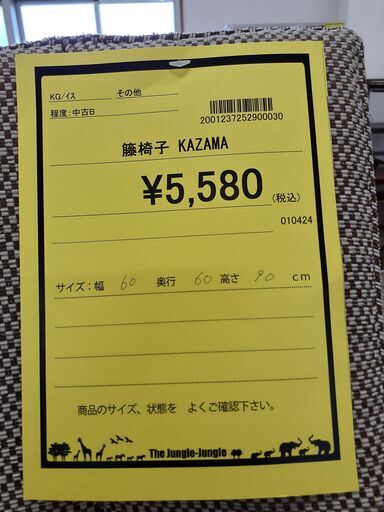 KG/イス その他
程度:中古B
2001237252900030
籐椅子 KAZAMA
¥5,580 (税込)
010424
サイズ:幅 60 奥行 60 高さ 90 cm
商品のサイズ、状態を よくご確認下さい。
The Jungle-Jungle